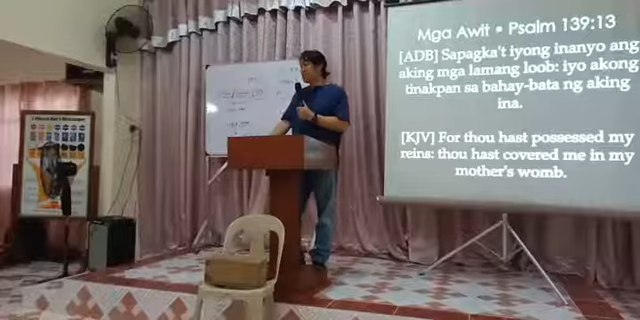 Mga Awit • Psalm 139:13
[ADB] Sapagka't iyong inanyo ang
aking mga lamang loob: iyo akong
tinakpan sa bahay-bata ng aking
ina.
[KJV] For thou hast possessed my
reins: thou hast covered me in my
mother's womb.